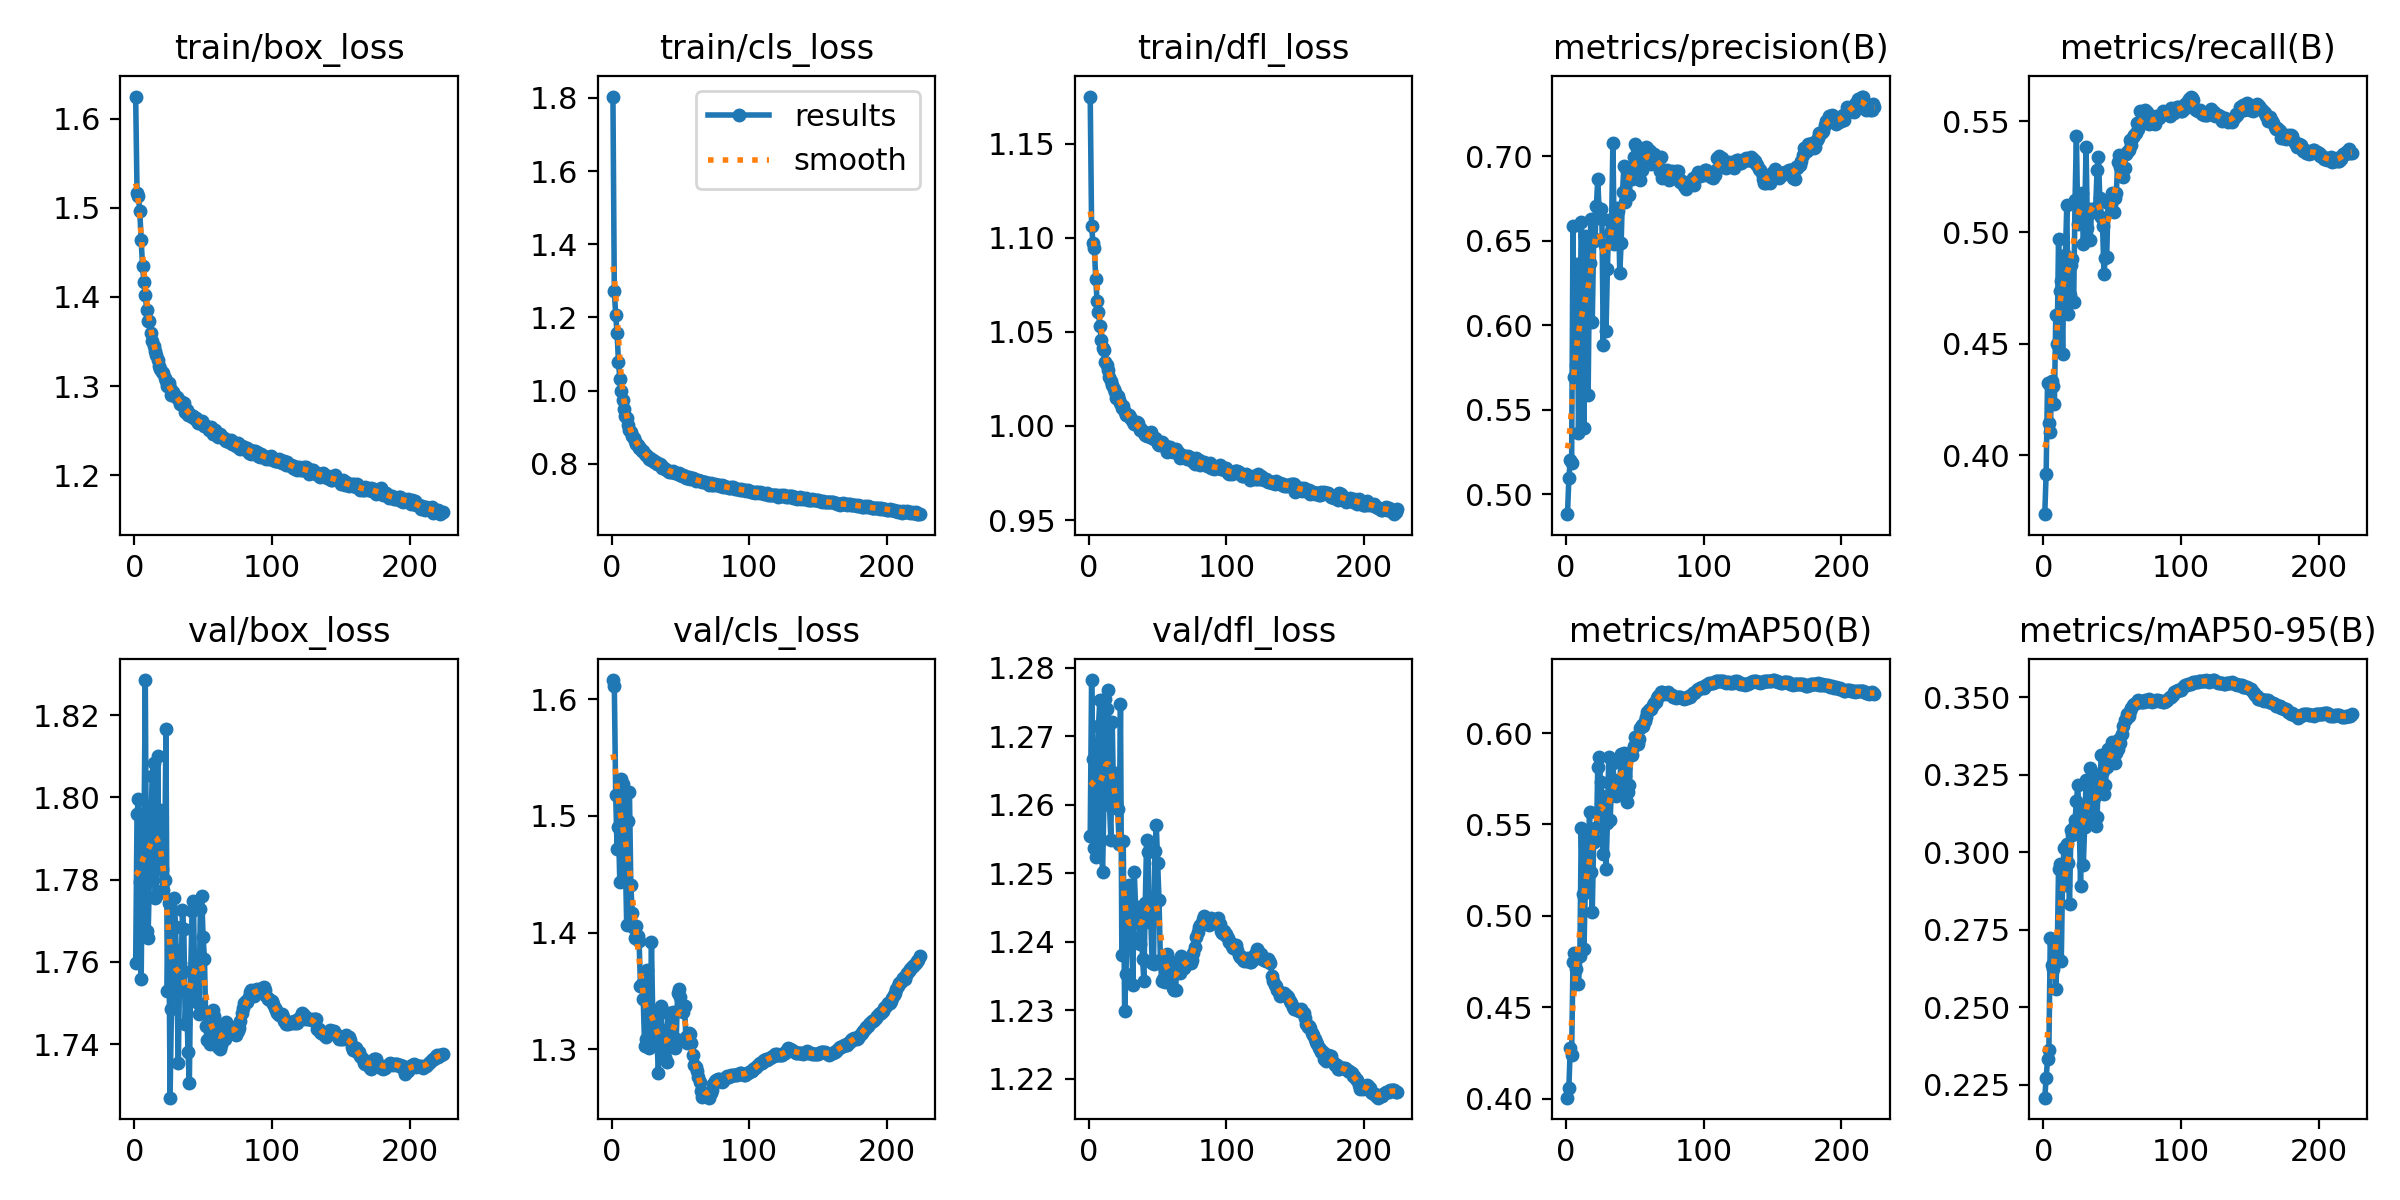 train/box_loss
1.6
1.5
1.4
1.3
1.2
0 100 200
train/cls_loss
results
smooth
1.8
1.6
1.4
1.2
1.0
0.8
0 100 200
train/dfl_loss
1.15
1.10
1.05
1.00
0.95
0 100 200
metrics/precision(B)
0.70
0.65
0.60
0.55
0.50
0 100 200
metrics/recall(B)
0.55
0.50
0.45
0.40
0 100 200
val/box_loss
1.82
1.80
1.78
1.76
1.74
0 100 200
val/cls_loss
1.6
1.5
1.4
1.3
0 100 200
val/dfl_loss
1.28
1.27
1.26
1.25
1.24
1.23
1.22
0 100 200
metrics/mAP50(B)
0.60
0.55
0.50
0.45
0.40
0 100 200
metrics/mAP50-95(B)
0.350
0.325
0.300
0.275
0.250
0.225
0 100 200